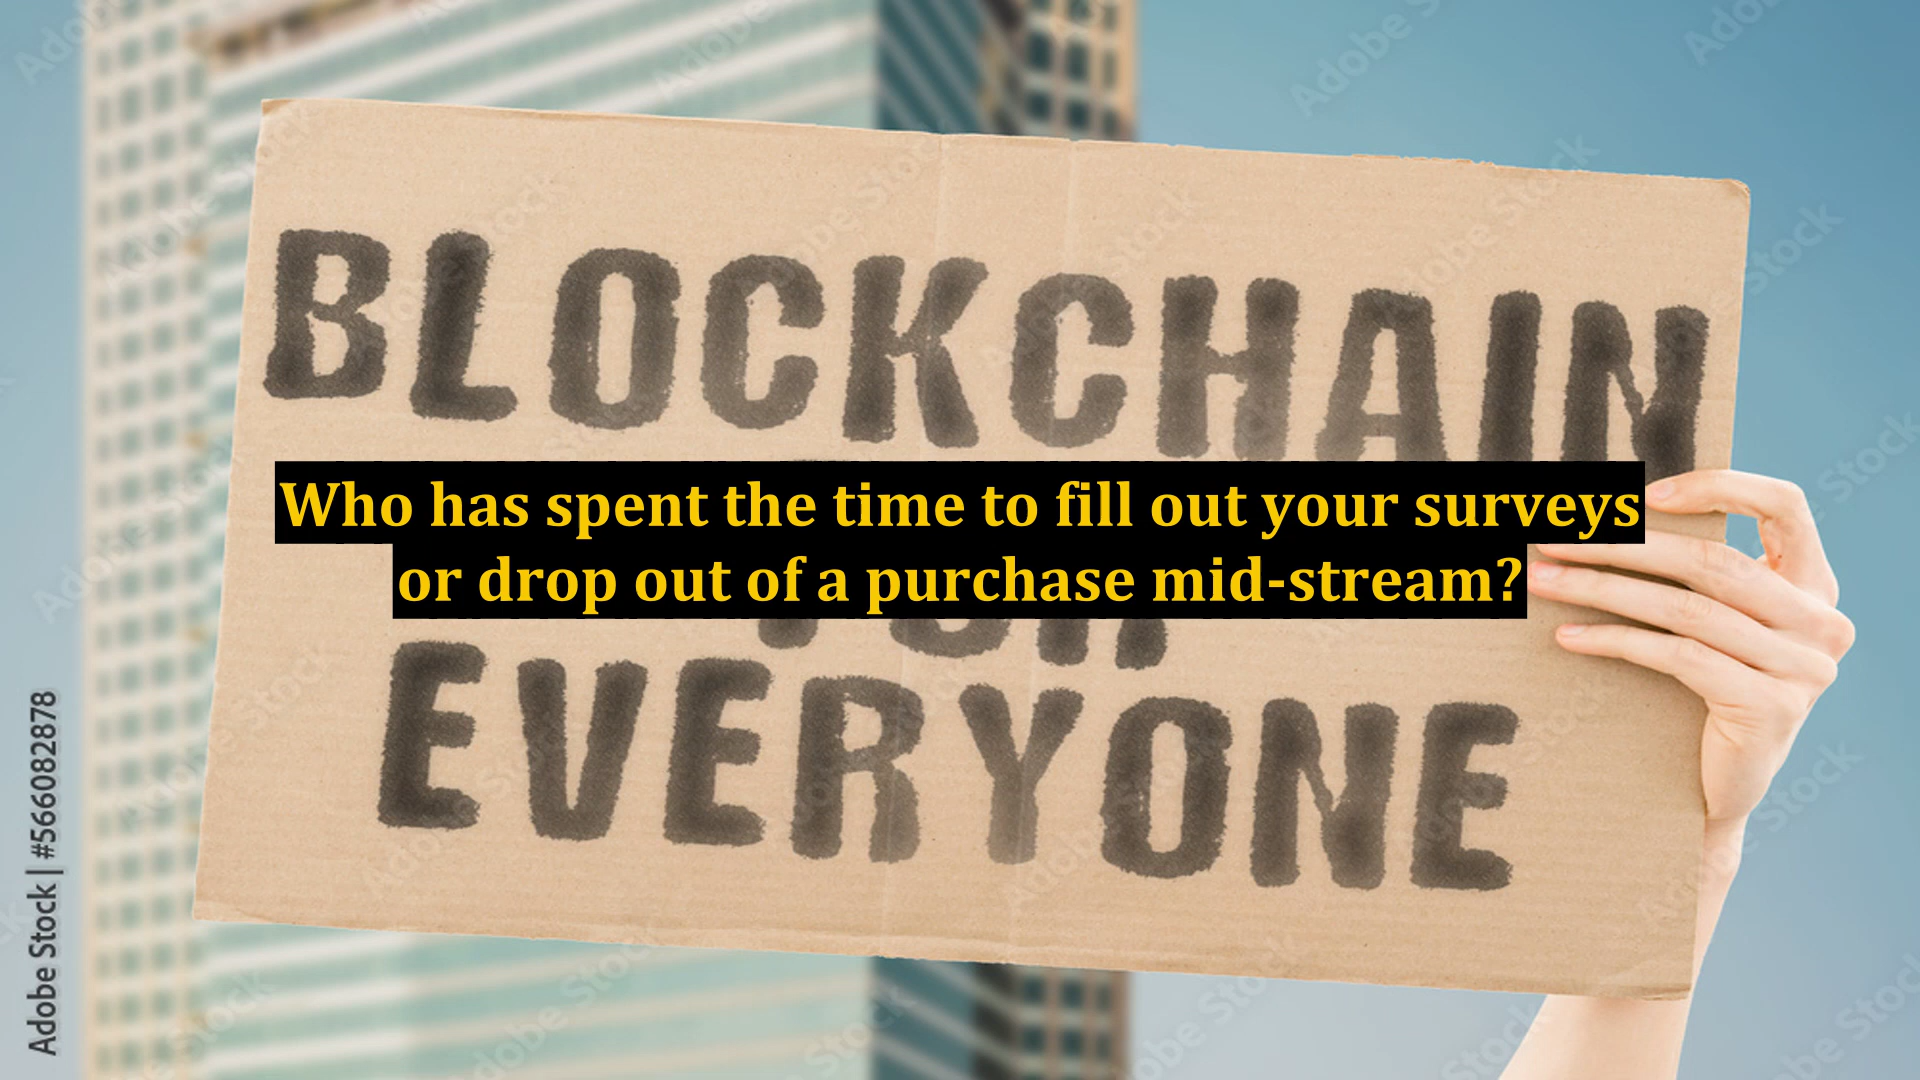 BLOCKCHAIN
Who has spent the time to fill out your surveys
or drop out of a purchase mid-stream?
EVERYONE
Adobe Stock | #566082878